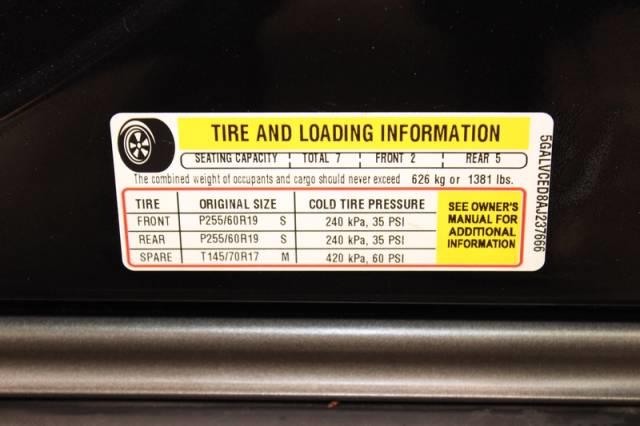 TIRE AND LOADING INFORMATION
SEATING CAPACITY TOTAL 7 FRONT 2 REAR 5
The combined weight of occupants and cargo should never exceed 626 kg or 1381 lbs.
TIRE ORIGINAL SIZE COLD TIRE PRESSURE
FRONT P255/60R19 S 240 kPa, 35 PSI
REAR P255/60R19 S 240 kPa, 35 PSI
SPARE T145/70R17 M 420 kPa, 60 PSI
SEE OWNER'S
MANUAL FOR
ADDITIONAL
INFORMATION
5GALVGED8AJ237666